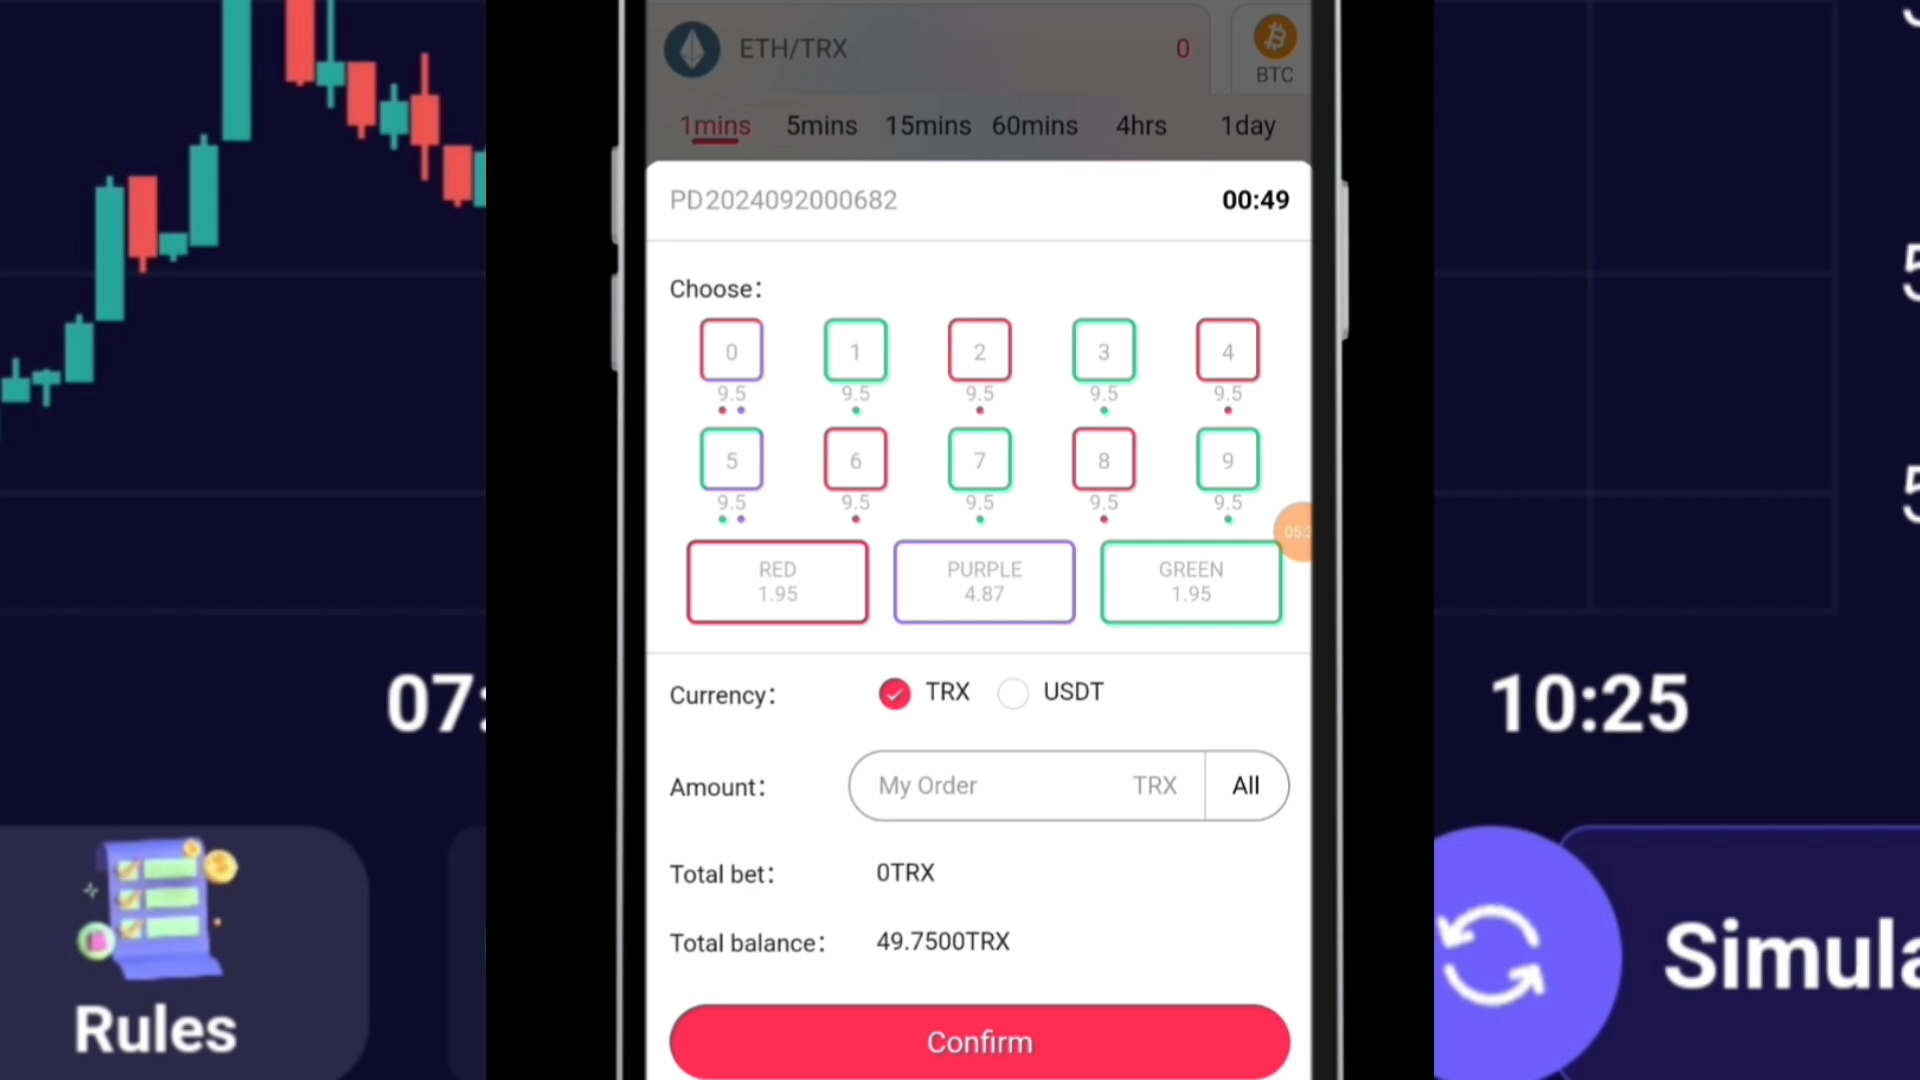 ETH/TRX
0
BTC
1mins 5mins 15mins 60mins 4hrs 1day
PD2024092000682
00:49
Choose:
0 1 2 3 4
9.5 9.5 9.5 9.5 9.5
5 6 7 8 9
9.5 9.5 9.5 9.5 9.5
RED PURPLE GREEN
1.95 4.87 1.95
Currency: TRX USDT
07:
10:25
Amount: My Order TRX All
Total bet: 0TRX
Total balance: 49.7500TRX
Rules
Simula
Confirm